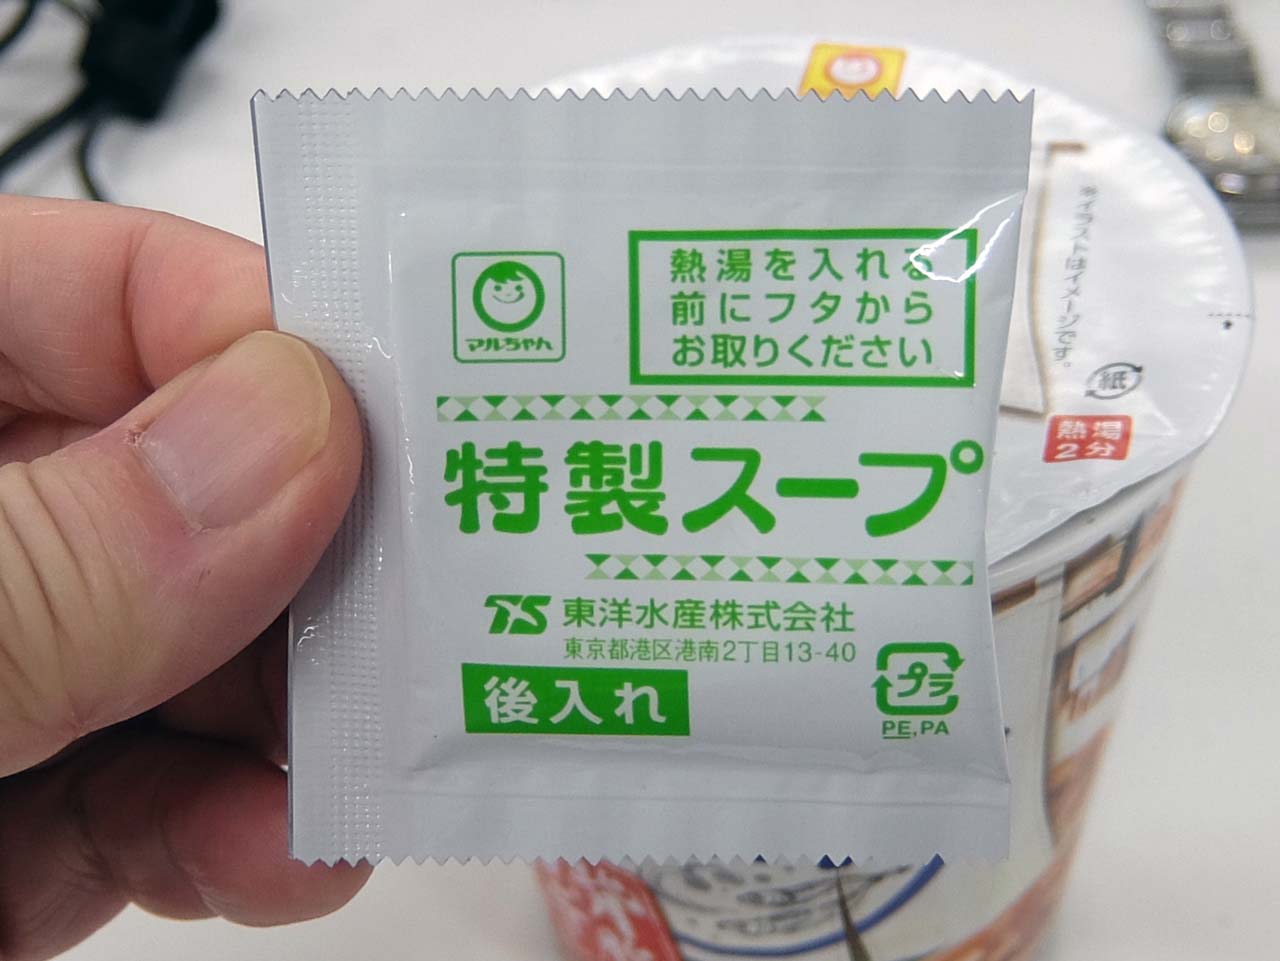 マルちゃん
熱湯を入れる
前にフタから
お取りください
特製スープ
TS 東洋水産株式会社
東京都港区港南2丁目13-40
後入れ
プラ
PE,PA
※イラストはイメージです。
紙
熱湯
2分